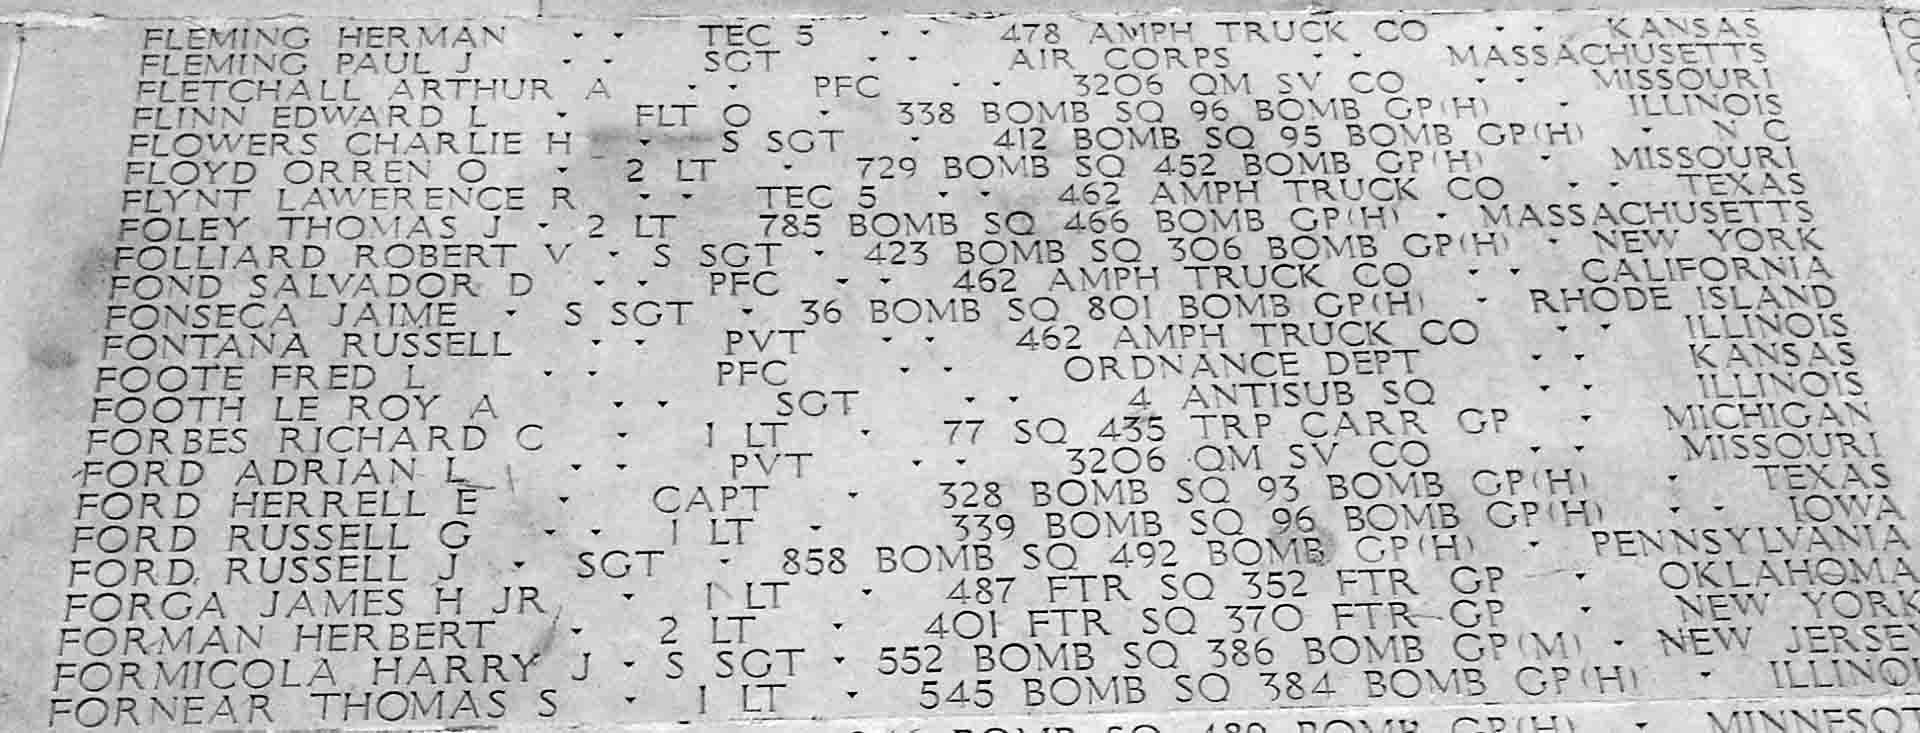 FLEMING HERMAN · · TEC 5 · · 478 AMPH TRUCK CO · · KANSAS
FLEMING PAUL J · · SGT · · AIR CORPS · · MASSACHUSETTS
FLETCHALL ARTHUR A · · PFC · · 3206 QM SV CO · · MISSOURI
FLINN EDWARD L · FLT O · 338 BOMB SQ 96 BOMB GP(H) · ILLINOIS
FLOWERS CHARLIE H · S SGT · 412 BOMB SQ 95 BOMB GP(H) · N C
FLOYD ORREN O · 2 LT · 729 BOMB SQ 452 BOMB GP(H) · MISSOURI
FLYNT LAWERENCE R · · TEC 5 · · 462 AMPH TRUCK CO · · TEXAS
FOLEY THOMAS J · 2 LT 785 BOMB SQ 466 BOMB GP(H) · MASSACHUSETTS
FOLLIARD ROBERT V · S SGT · 423 BOMB SQ 306 BOMB GP(H) · NEW YORK
FOND SALVADOR D · · PFC · · 462 AMPH TRUCK CO · · CALIFORNIA
FONSECA JAIME · S SGT · 36 BOMB SQ 801 BOMB GP(H) · RHODE ISLAND
FONTANA RUSSELL · · PVT · · 462 AMPH TRUCK CO · · ILLINOIS
FOOTE FRED L · · PFC · · ORDNANCE DEPT · · KANSAS
FOOTH LE ROY A · · SGT · · 4 ANTISUB SQ · · ILLINOIS
FORBES RICHARD C · 1 LT · 77 SQ 435 TRP CARR GP · MICHIGAN
FORD ADRIAN L · · PVT · · 3206 QM SV CO · · MISSOURI
FORD HERRELL E · CAPT · 328 BOMB SQ 93 BOMB GP(H) · TEXAS
FORD RUSSELL G · · 1 LT · 339 BOMB SQ 96 BOMB GP(H) · · IOWA
FORD RUSSELL J · SGT · 858 BOMB SQ 492 BOMB GP(H) · PENNSYLVANIA
FORGA JAMES H JR · 1 LT · 487 FTR SQ 352 FTR GP · OKLAHOMA
FORMAN HERBERT · 2 LT · 401 FTR SQ 370 FTR GP · NEW YORK
FORMICOLA HARRY J · S SGT · 552 BOMB SQ 386 BOMB GP(M) · NEW JERSEY
FORNEAR THOMAS S · 1 LT · 545 BOMB SQ 384 BOMB GP(H) · ILLINOI
BOMB SQ 489 BOMB GP(H) · MINNESOT